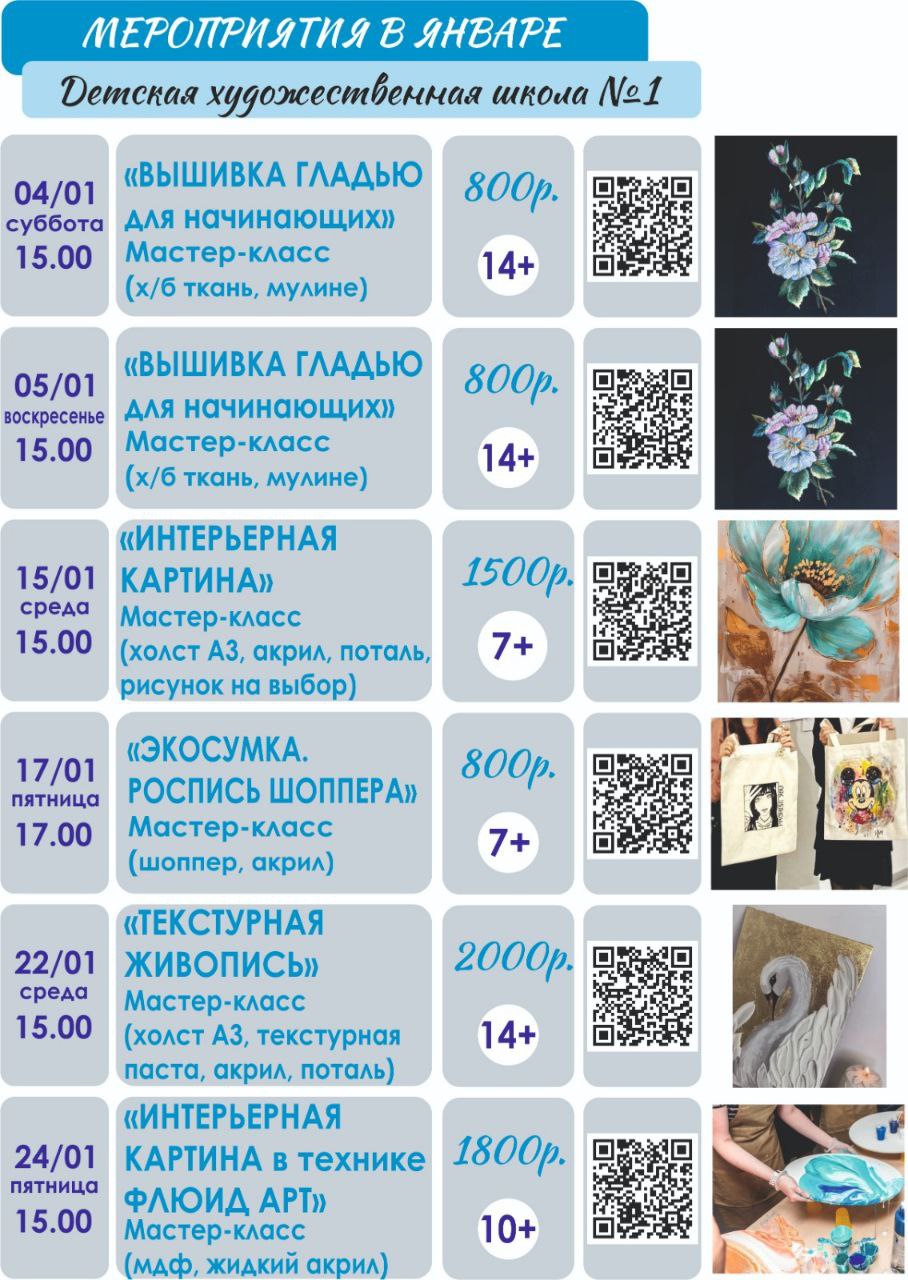 МЕРОПРИЯТИЯ В ЯНВАРЕ
Детская художественная школа №1
04/01
суббота
15.00
«ВЫШИВКА ГЛАДЬЮ
для начинающих»
Мастер-класс
(х/б ткань, мулине)
800р.
14+
05/01
воскресенье
15.00
«ВЫШИВКА ГЛАДЬЮ
для начинающих»
Мастер-класс
(х/б ткань, мулине)
800р.
14+
15/01
среда
15.00
«ИНТЕРЬЕРНАЯ
КАРТИНА»
Мастер-класс
(холст А3, акрил, поталь,
рисунок на выбор)
1500р.
7+
17/01
пятница
17.00
«ЭКОСУМКА.
РОСПИСЬ ШОППЕРА»
Мастер-класс
(шоппер, акрил)
800р.
7+
22/01
среда
15.00
«ТЕКСТУРНАЯ
ЖИВОПИСЬ»
Мастер-класс
(холст А3, текстурная
паста, акрил, поталь)
2000р.
14+
24/01
пятница
15.00
«ИНТЕРЬЕРНАЯ
КАРТИНА в технике
ФЛЮИД АРТ»
Мастер-класс
(мдф, жидкий акрил)
1800р.
10+